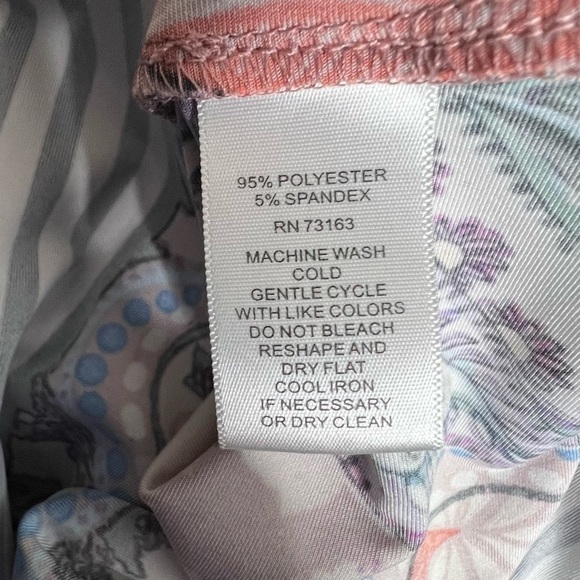 95% POLYESTER
5% SPANDEX
RN 73163
MACHINE WASH
COLD
GENTLE CYCLE
WITH LIKE COLORS
DO NOT BLEACH
RESHAPE AND
DRY FLAT
COOL IRON
IF NECESSARY
OR DRY CLEAN